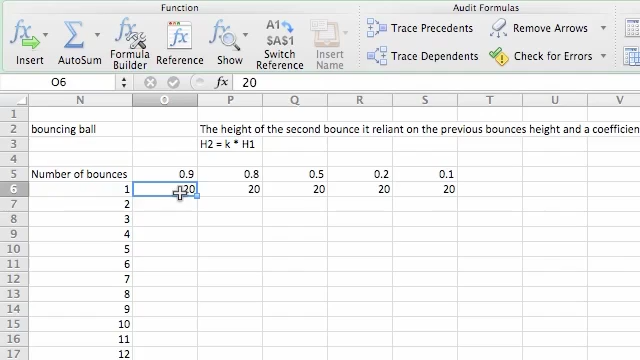 Function Audit Formulas
fx A1 $A$1 fx
Insert AutoSum Formula Builder Reference Show Switch Reference Insert Name
Trace Precedents Remove Arrows
Trace Dependents Check for Errors
O6 fx 20
N O P Q R S T U V
1
2 bouncing ball The height of the second bounce it reliant on the previous bounces height and a coefficien
3 H2 = k * H1
4
5 Number of bounces 0.9 0.8 0.5 0.2 0.1
6 1 20 20 20 20 20
7 2
8 3
9 4
10 5
11 6
12 7
13 8
14 9
15 10
16 11
17 12